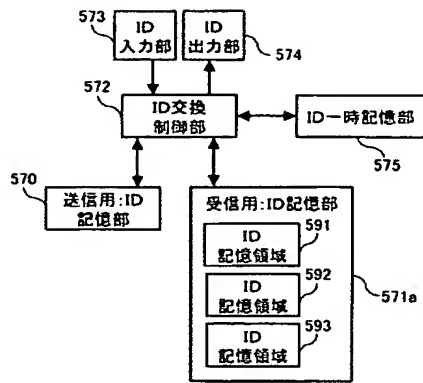 573
ID
入力部
ID
出力部
574
572
ID交換
制御部
ID一時記憶部
575
570
送信用:ID
記憶部
受信用:ID記憶部
591
ID
記憶領域
592
ID
記憶領域
593
ID
記憶領域
571a